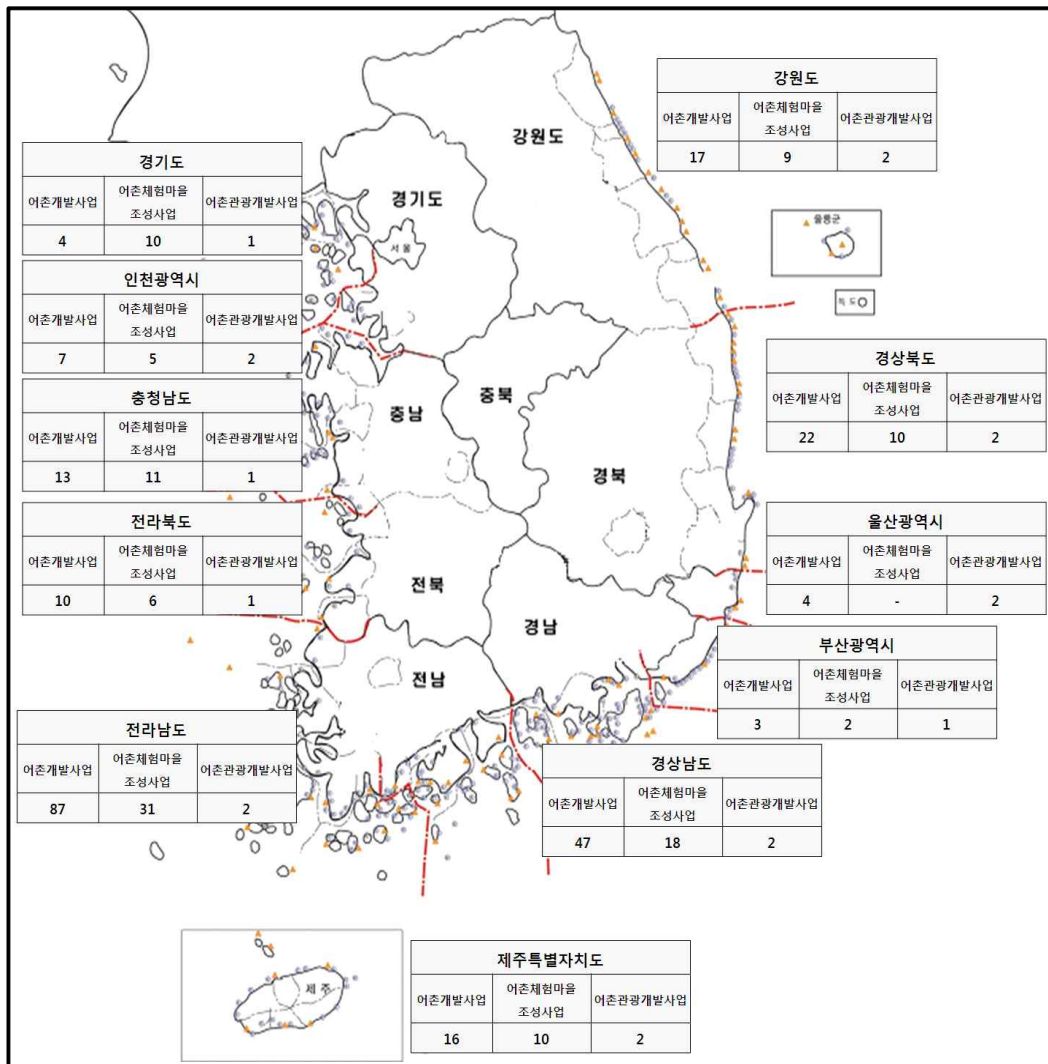 강원도
어촌개발사업 어촌체험마을 조성사업 어촌관광개발사업
17 9 2
경기도
어촌개발사업 어촌체험마을 조성사업 어촌관광개발사업
4 10 1
인천광역시
어촌개발사업 어촌체험마을 조성사업 어촌관광개발사업
7 5 2
충청남도
어촌개발사업 어촌체험마을 조성사업 어촌관광개발사업
13 11 1
전라북도
어촌개발사업 어촌체험마을 조성사업 어촌관광개발사업
10 6 1
전라남도
어촌개발사업 어촌체험마을 조성사업 어촌관광개발사업
87 31 2
강원도
경기도
서울
충남
충북
경북
전북
경남
전남
울릉군
독도
경상북도
어촌개발사업 어촌체험마을 조성사업 어촌관광개발사업
22 10 2
울산광역시
어촌개발사업 어촌체험마을 조성사업 어촌관광개발사업
4 - 2
부산광역시
어촌개발사업 어촌체험마을 조성사업 어촌관광개발사업
3 2 1
경상남도
어촌개발사업 어촌체험마을 조성사업 어촌관광개발사업
47 18 2
제주
제주특별자치도
어촌개발사업 어촌체험마을 조성사업 어촌관광개발사업
16 10 2